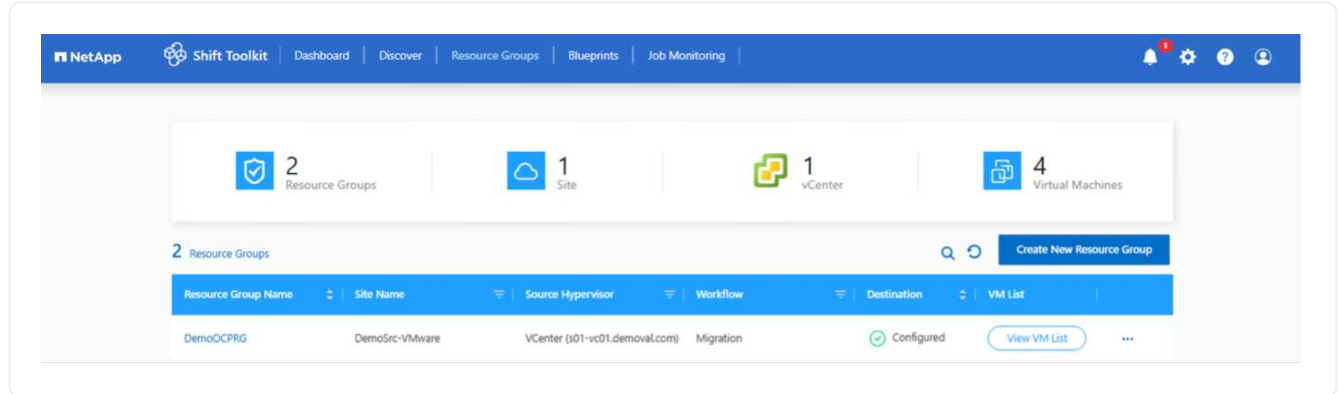 NetApp Shift Toolkit Dashboard Discover Resource Groups Blueprints Job Monitoring 1
2 Resource Groups
1 Site
1 vCenter
4 Virtual Machines
2 Resource Groups Create New Resource Group
Resource Group Name Site Name Source Hypervisor Workflow Destination VM List
DemoOCPRG DemoSrc-VMware VCenter (s01-vc01.demoval.com) Migration Configured View VM List